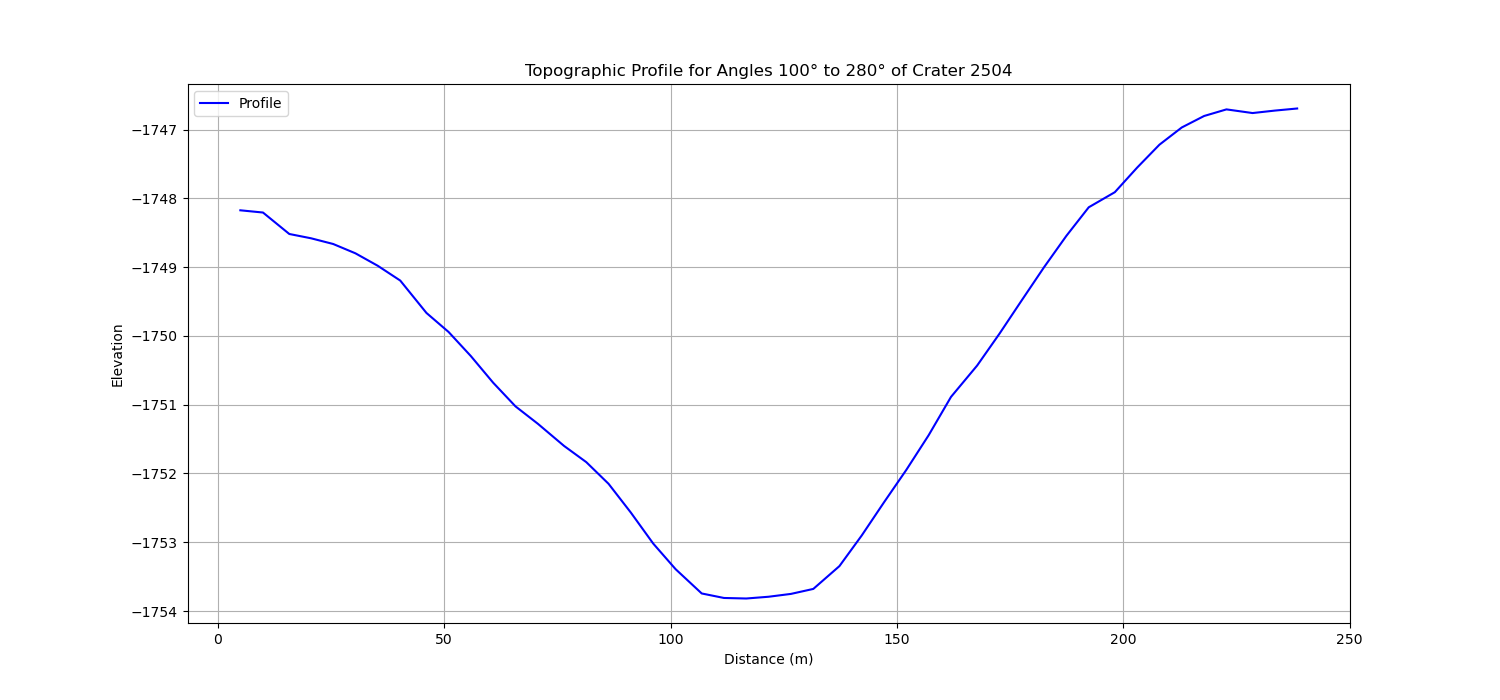 Topographic Profile for Angles 100° to 280° of Crater 2504
Profile
−1747
−1748
−1749
−1750
−1751
−1752
−1753
−1754
Elevation
0 50 100 150 200 250
Distance (m)